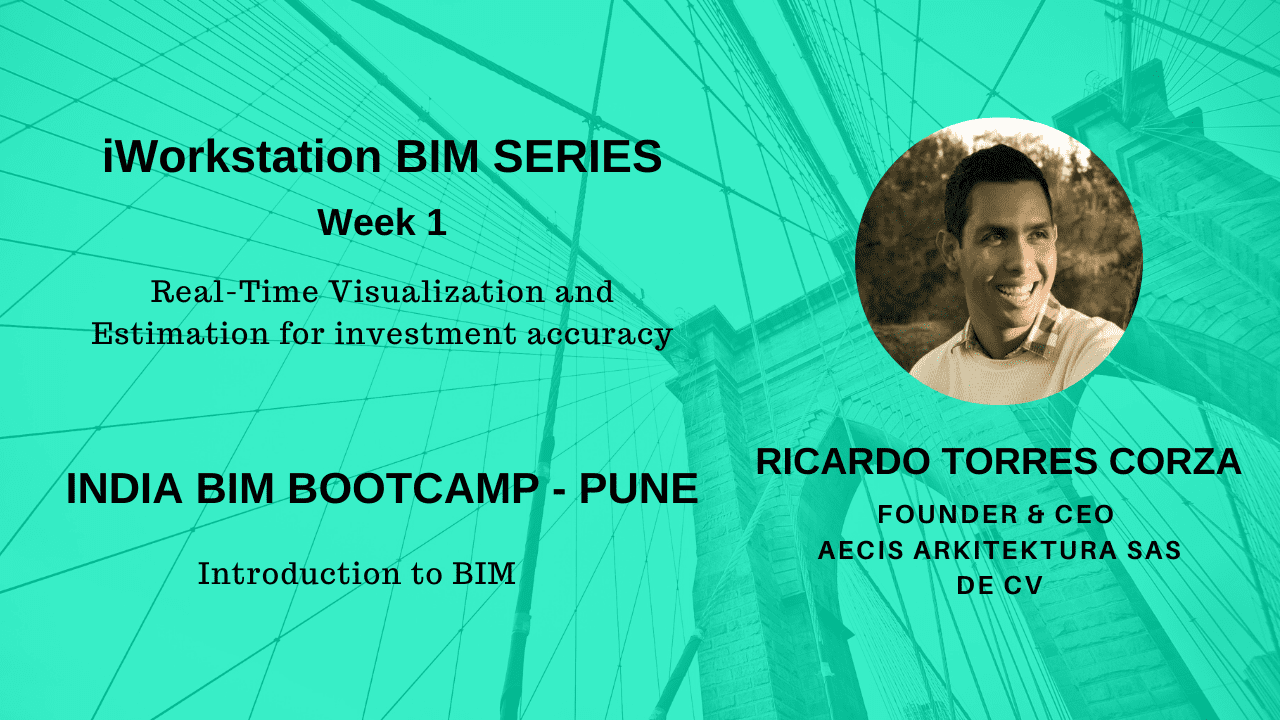 iWorkstation BIM SERIES
Week 1
Real-Time Visualization and
Estimation for investment accuracy
INDIA BIM BOOTCAMP - PUNE
Introduction to BIM
RICARDO TORRES CORZA
FOUNDER & CEO
AECIS ARKITEKTURA SAS
DE CV